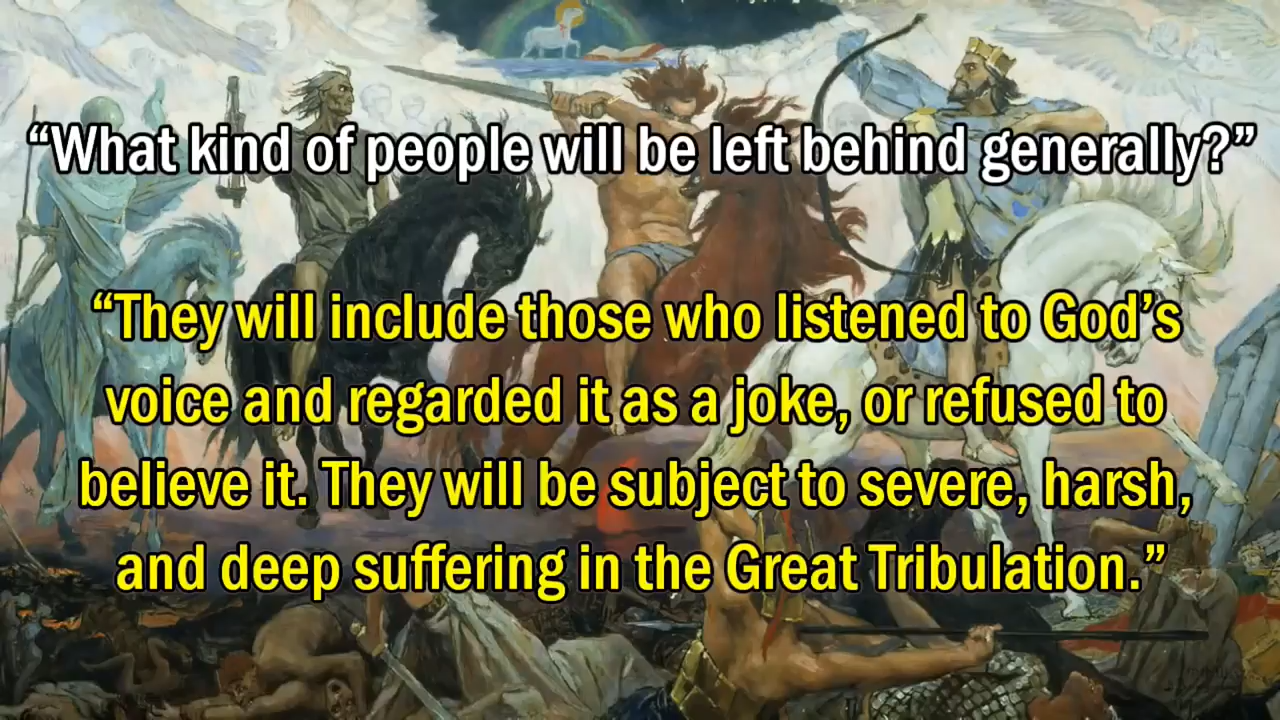 “What kind of people will be left behind generally?”
“They will include those who listened to God’s
voice and regarded it as a joke, or refused to
believe it. They will be subject to severe, harsh,
and deep suffering in the Great Tribulation.”